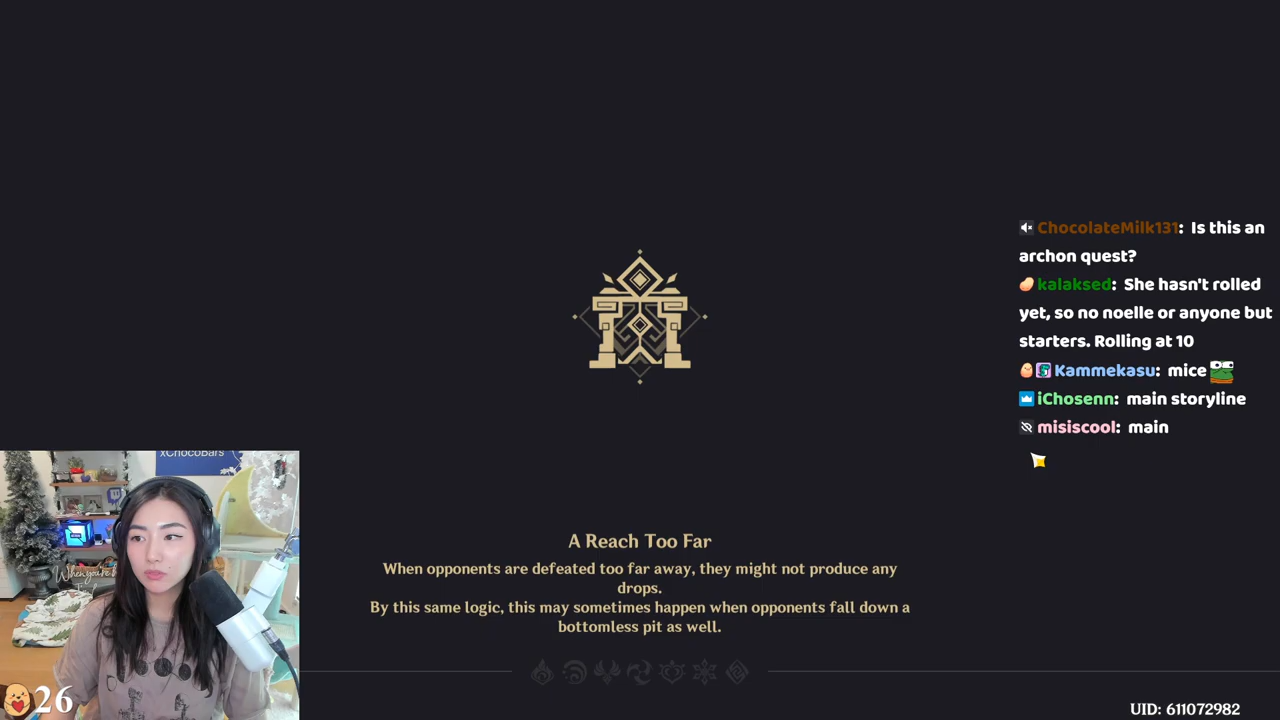 ChocolateMilk131: Is this an
archon quest?
kalaksed: She hasn't rolled
yet, so no noelle or anyone but
starters. Rolling at 10
Kammekasu: mice
iChosenn: main storyline
misiscool: main
xChocoBars
When you're
A Reach Too Far
When opponents are defeated too far away, they might not produce any
drops.
By this same logic, this may sometimes happen when opponents fall down a
bottomless pit as well.
26
UID: 611072982